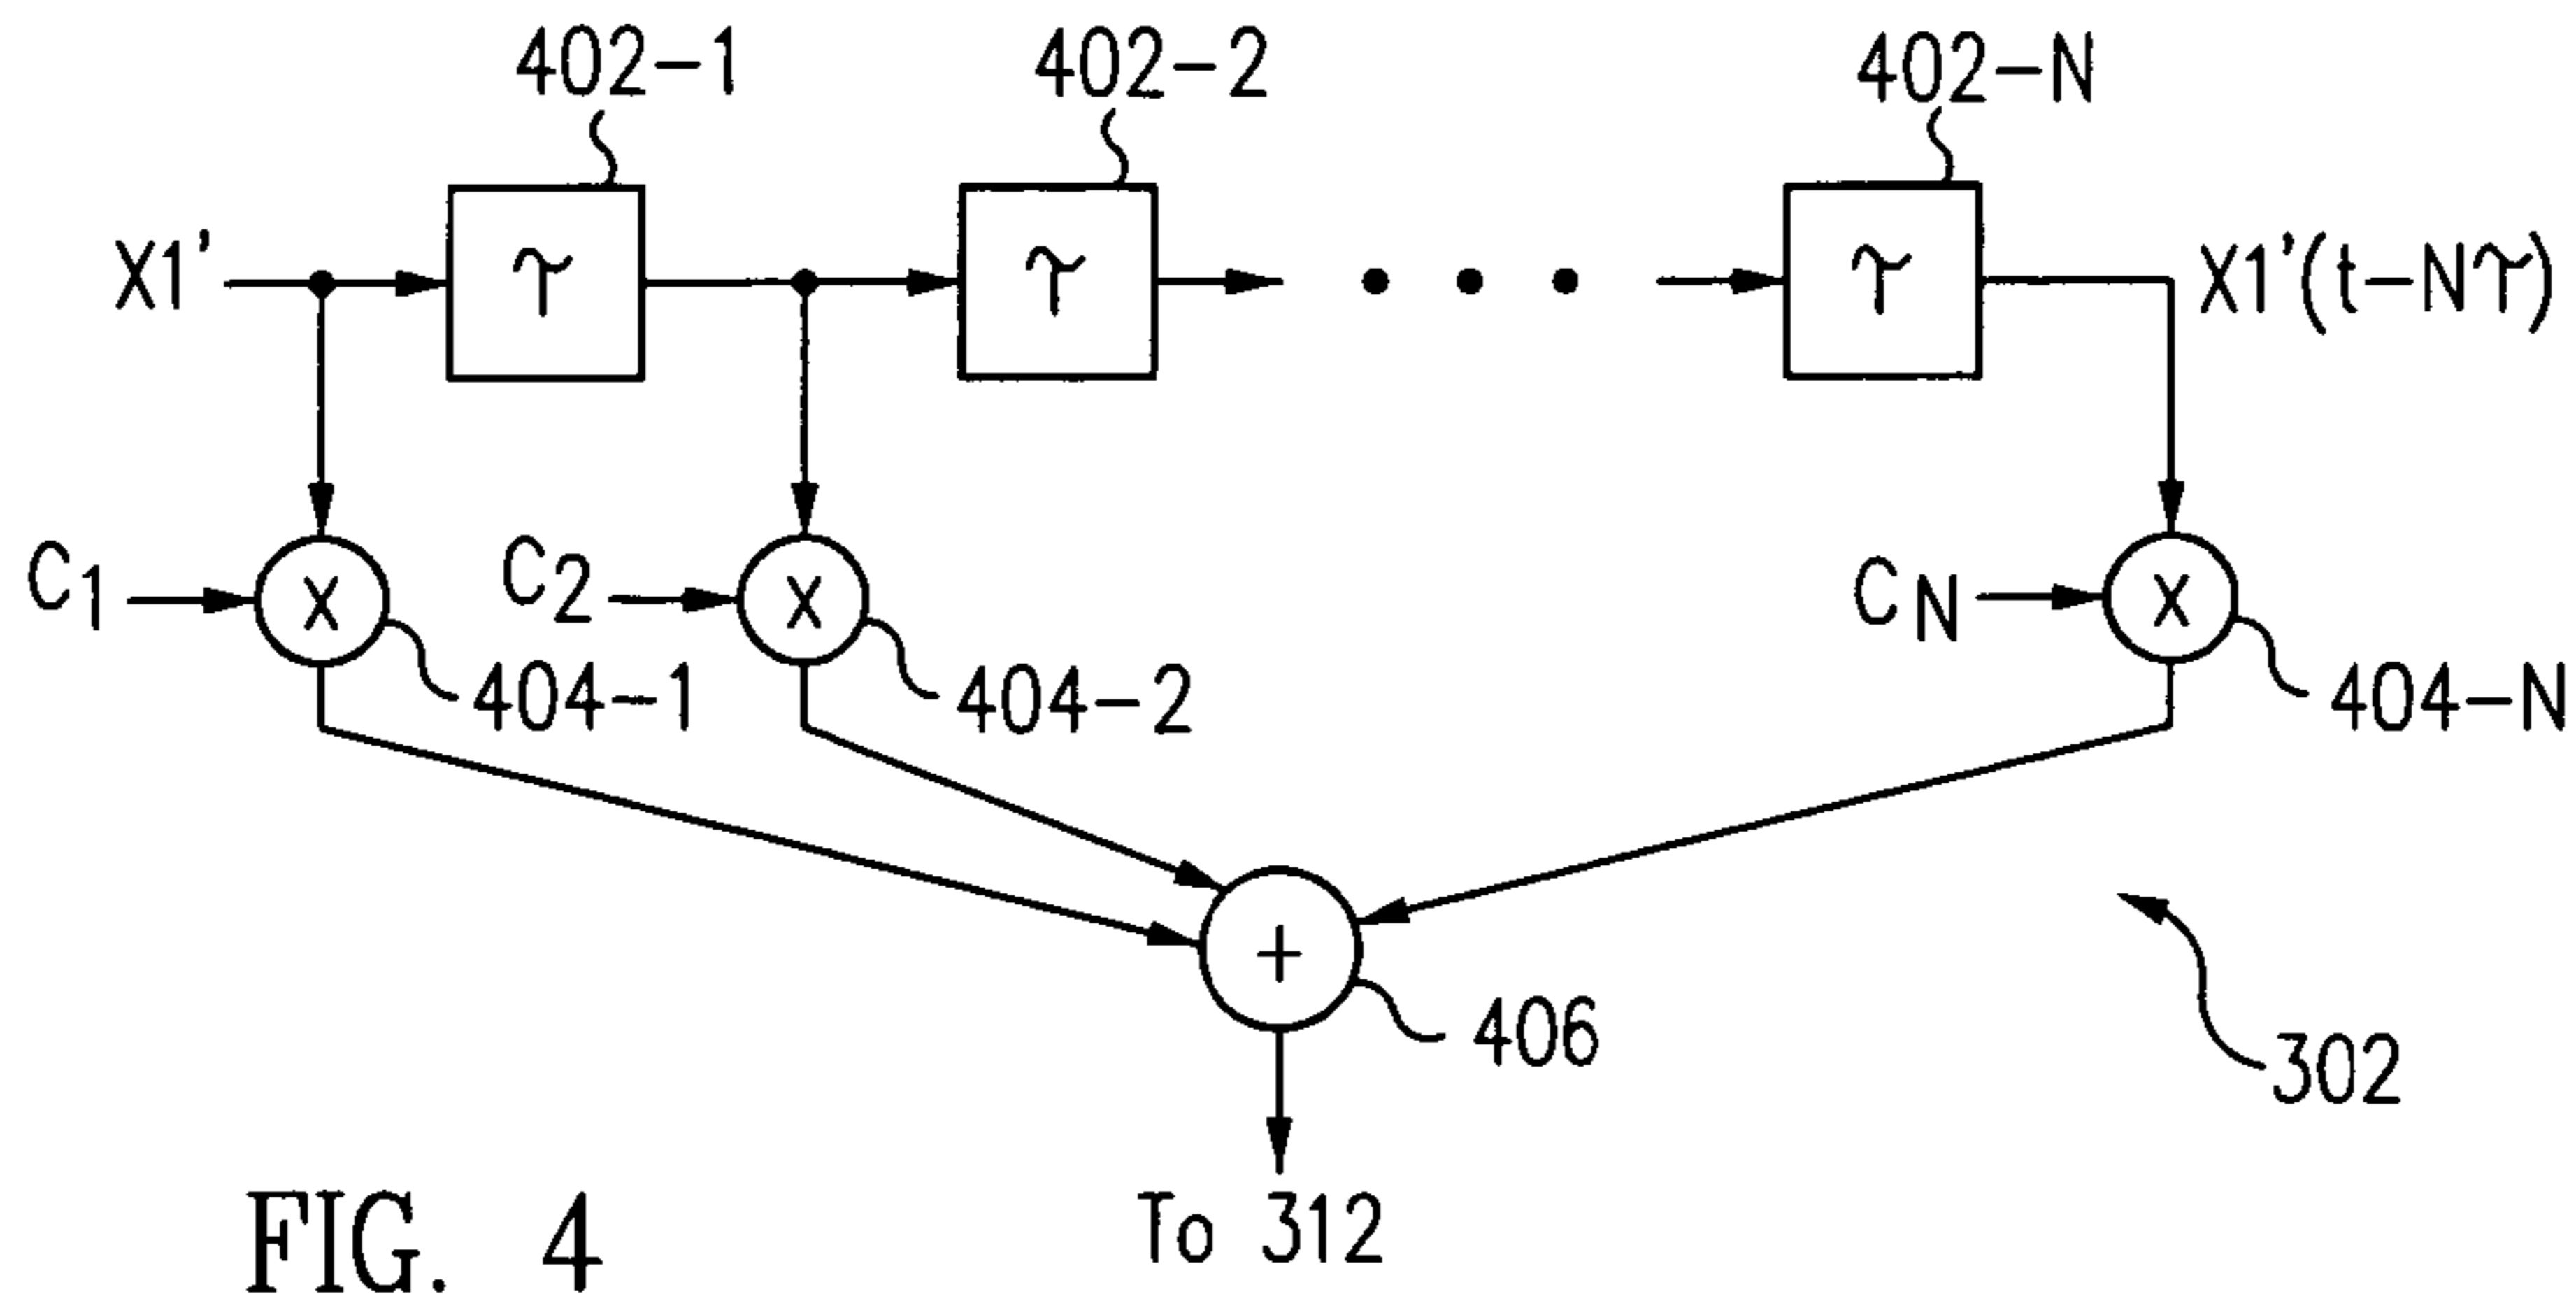 402-1 402-2 402-N
X1' τ τ τ X1'(t-Nτ)
C1 X C2 X CN X
404-1 404-2 404-N
+
406
302
To 312
FIG. 4